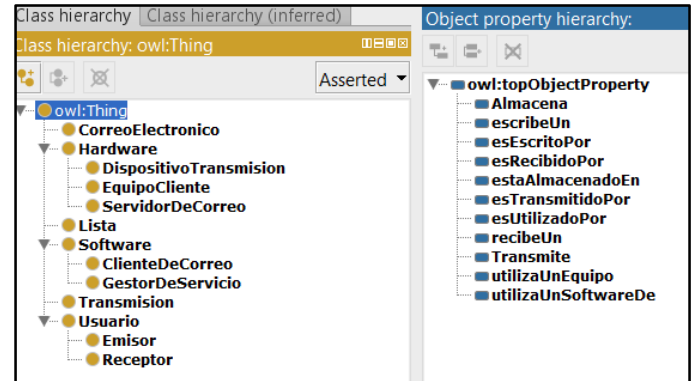 Class hierarchy Class hierarchy (inferred)
Class hierarchy: owl:Thing
Asserted
owl:Thing
CorreoElectronico
Hardware
DispositivoTransmision
EquipoCliente
ServidorDeCorreo
Lista
Software
ClienteDeCorreo
GestorDeServicio
Transmision
Usuario
Emisor
Receptor
Object property hierarchy:
owl:topObjectProperty
Almacena
escribeUn
esEscritoPor
esRecibidoPor
estaAlmacenadoEn
esTransmitidoPor
esUtilizadoPor
recibeUn
Transmite
utilizaUnEquipo
utilizaUnSoftwareDe